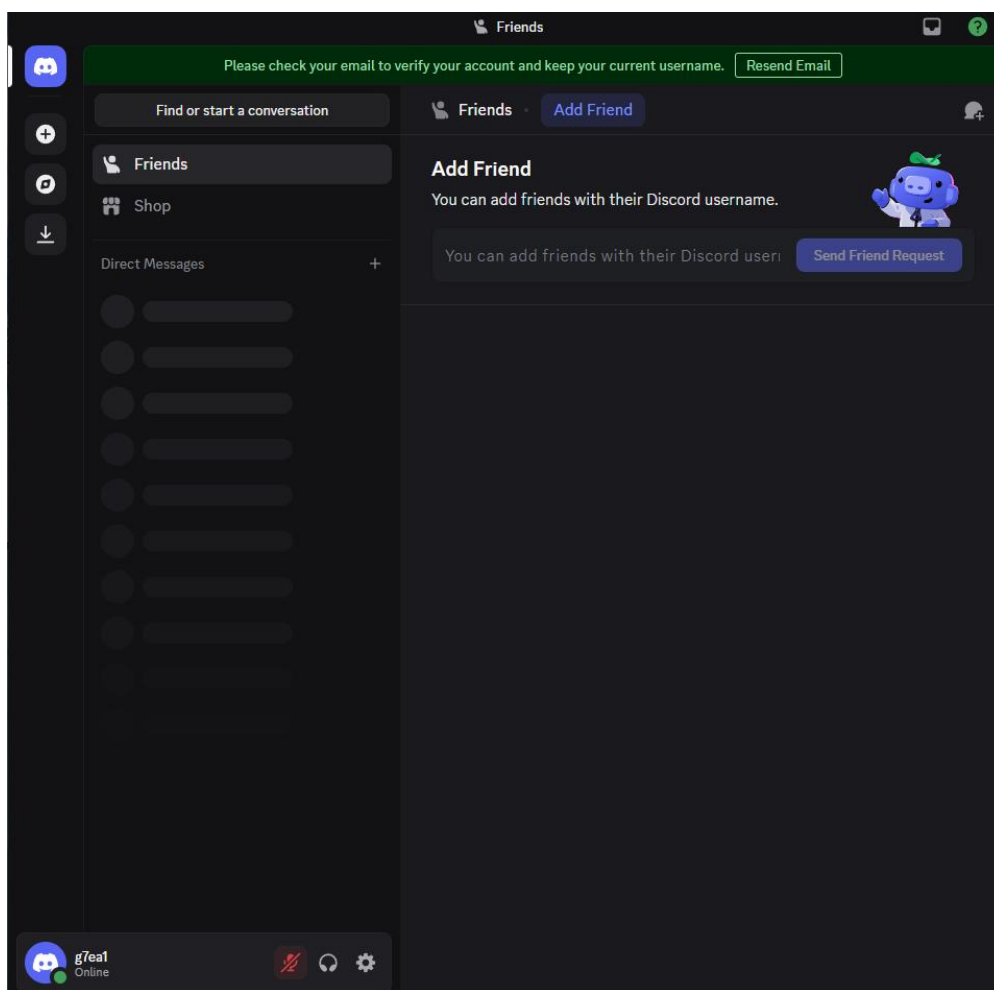 Friends
?
Please check your email to verify your account and keep your current username.
Resend Email
Find or start a conversation
Friends
Add Friend
Friends
Shop
Add Friend
You can add friends with their Discord username.
You can add friends with their Discord
Send Friend Request
Direct Messages
g7ea1
Online